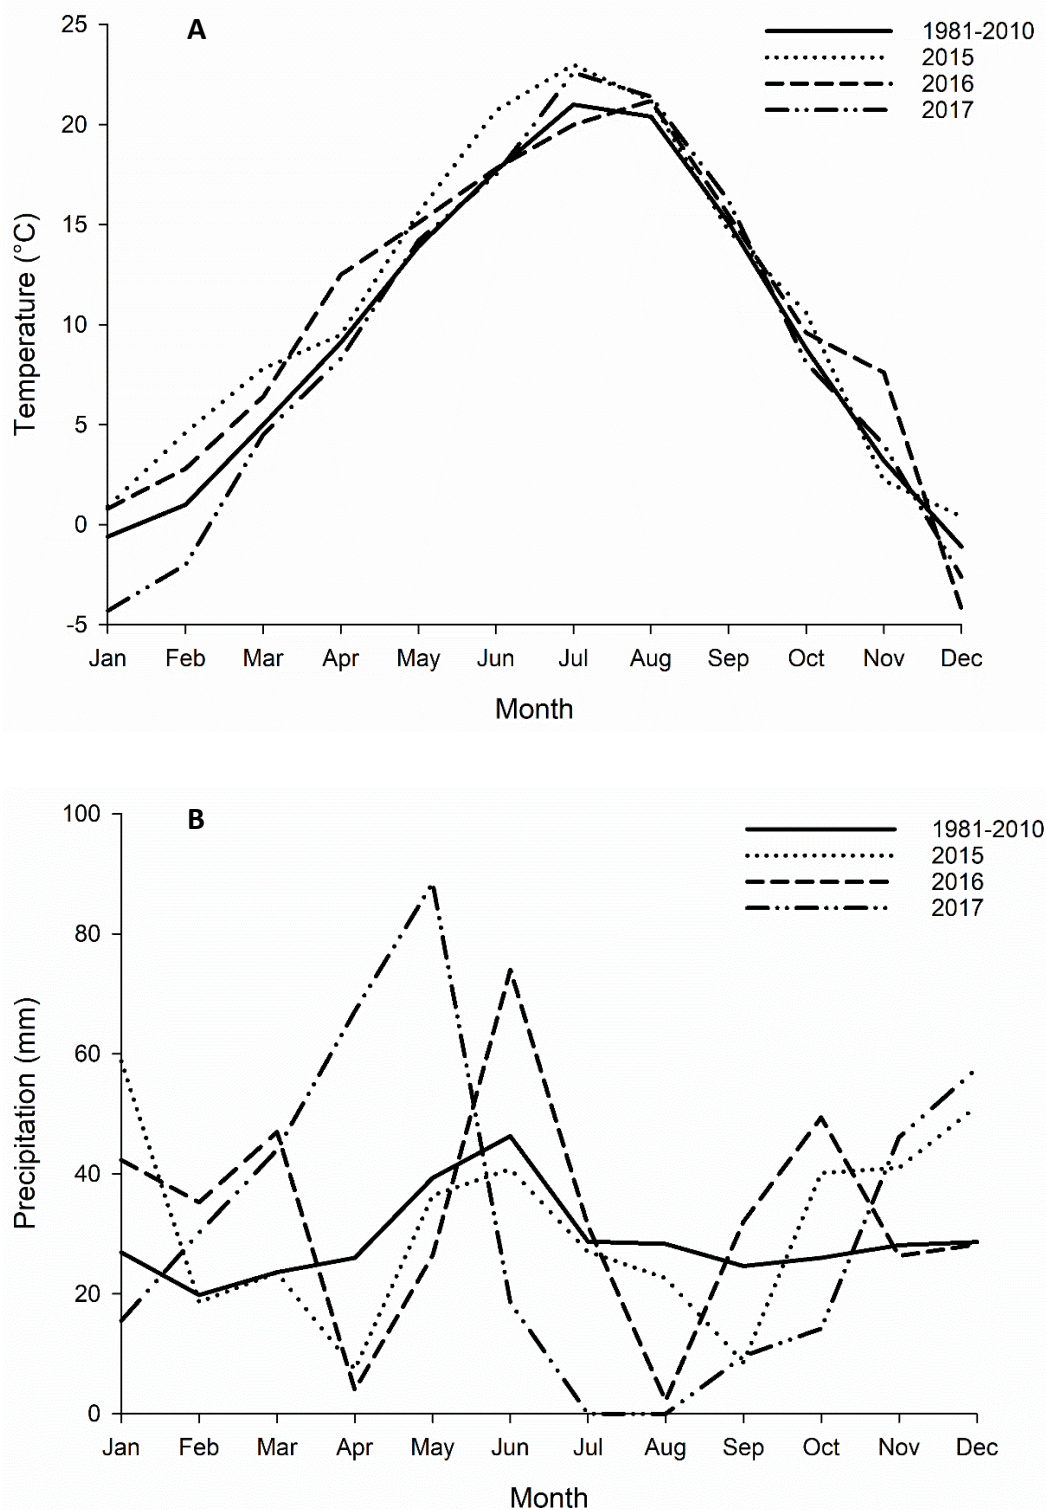 A
25
20
15
10
5
0
-5
Temperature (°C)
1981-2010
2015
2016
2017
Jan Feb Mar Apr May Jun Jul Aug Sep Oct Nov Dec
Month
B
100
80
60
40
20
0
Precipitation (mm)
1981-2010
2015
2016
2017
Jan Feb Mar Apr May Jun Jul Aug Sep Oct Nov Dec
Month